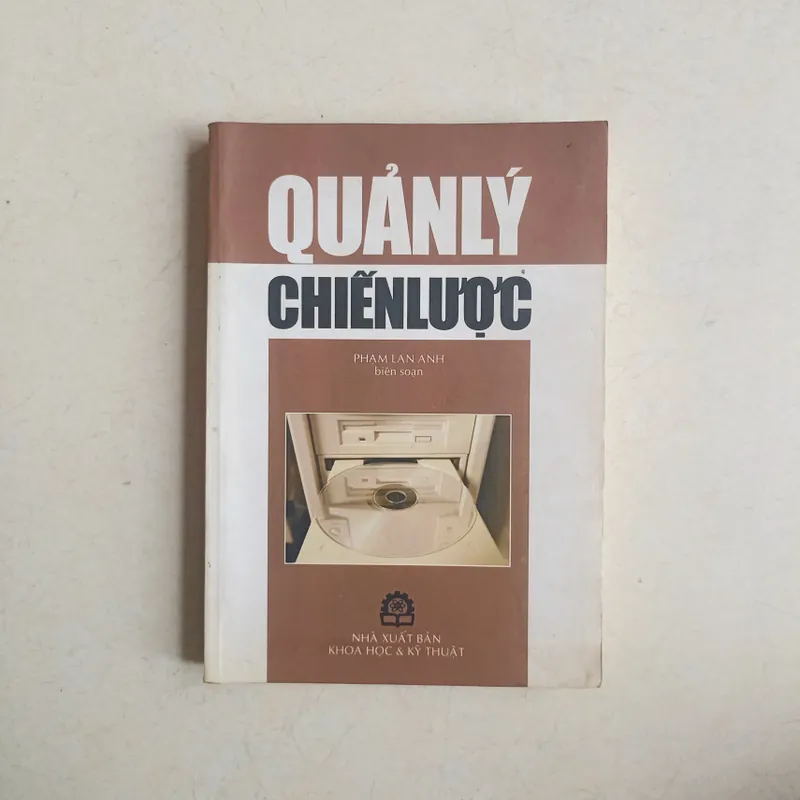 QUẢNLÝ
CHIẾNLƯỢC
PHẠM LAN ANH
biên soạn
NHÀ XUẤT BẢN
KHOA HỌC & KỸ THUẬT